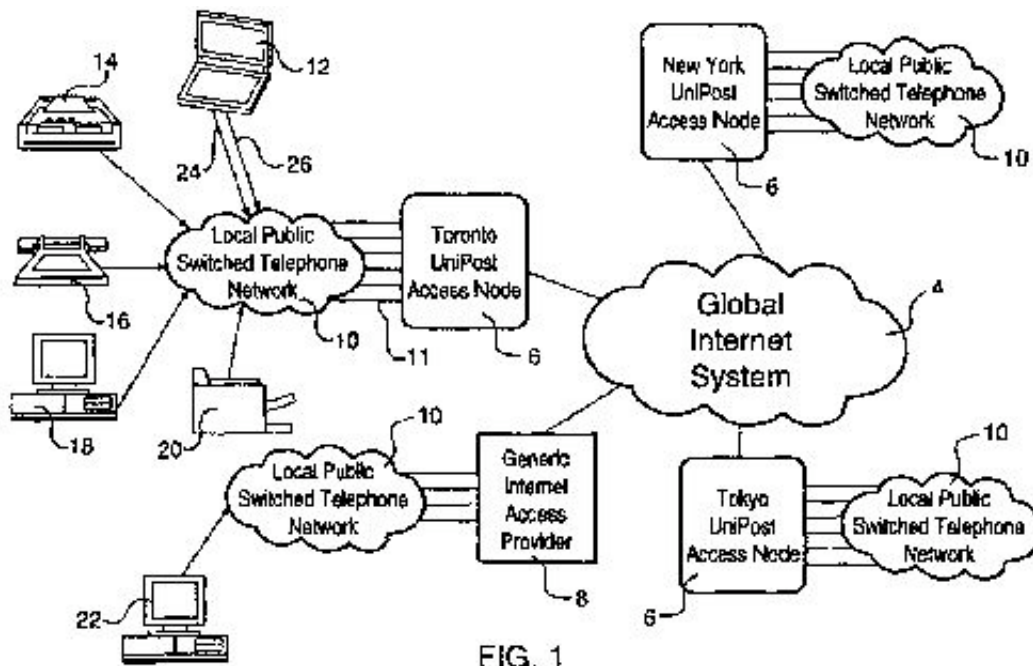 14
12
24
26
16
18
20
Local Public
Switched Telephone
Network
10
11
Toronto
UniPost
Access Node
6
New York
UniPost
Access Node
6
Local Public
Switched Telephone
Network
10
Global
Internet
System
4
10
Local Public
Switched Telephone
Network
Generic
Internet
Access
Provider
8
22
Tokyo
UniPost
Access Node
6
10
Local Public
Switched Telephone
Network
FIG. 1